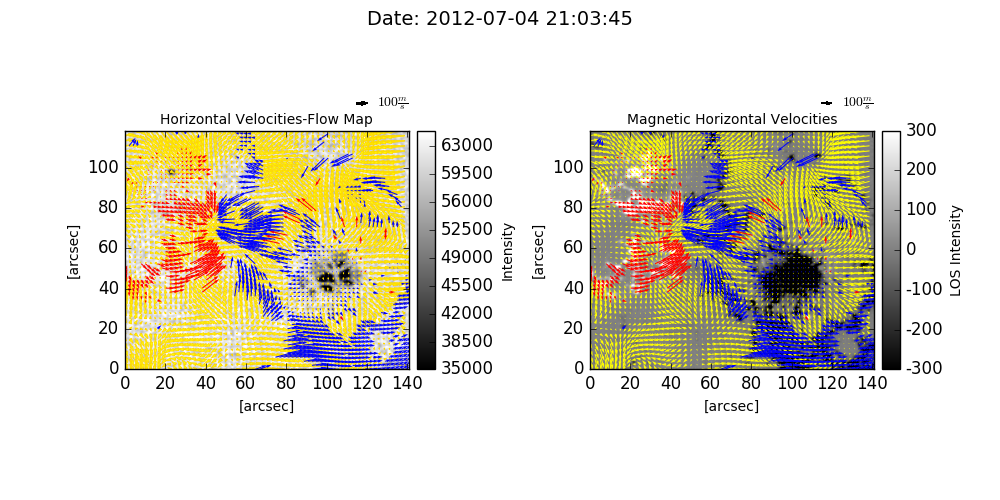 Date: 2012-07-04 21:03:45
100 m/s
100 m/s
Horizontal Velocities-Flow Map
Magnetic Horizontal Velocities
[arcsec]
100
80
60
40
20
0
0 20 40 60 80 100 120 140
[arcsec]
63000
59500
56000
52500
49000
45500
42000
38500
35000
Intensity
[arcsec]
100
80
60
40
20
0
0 20 40 60 80 100 120 140
[arcsec]
300
200
100
0
-100
-200
-300
LOS Intensity